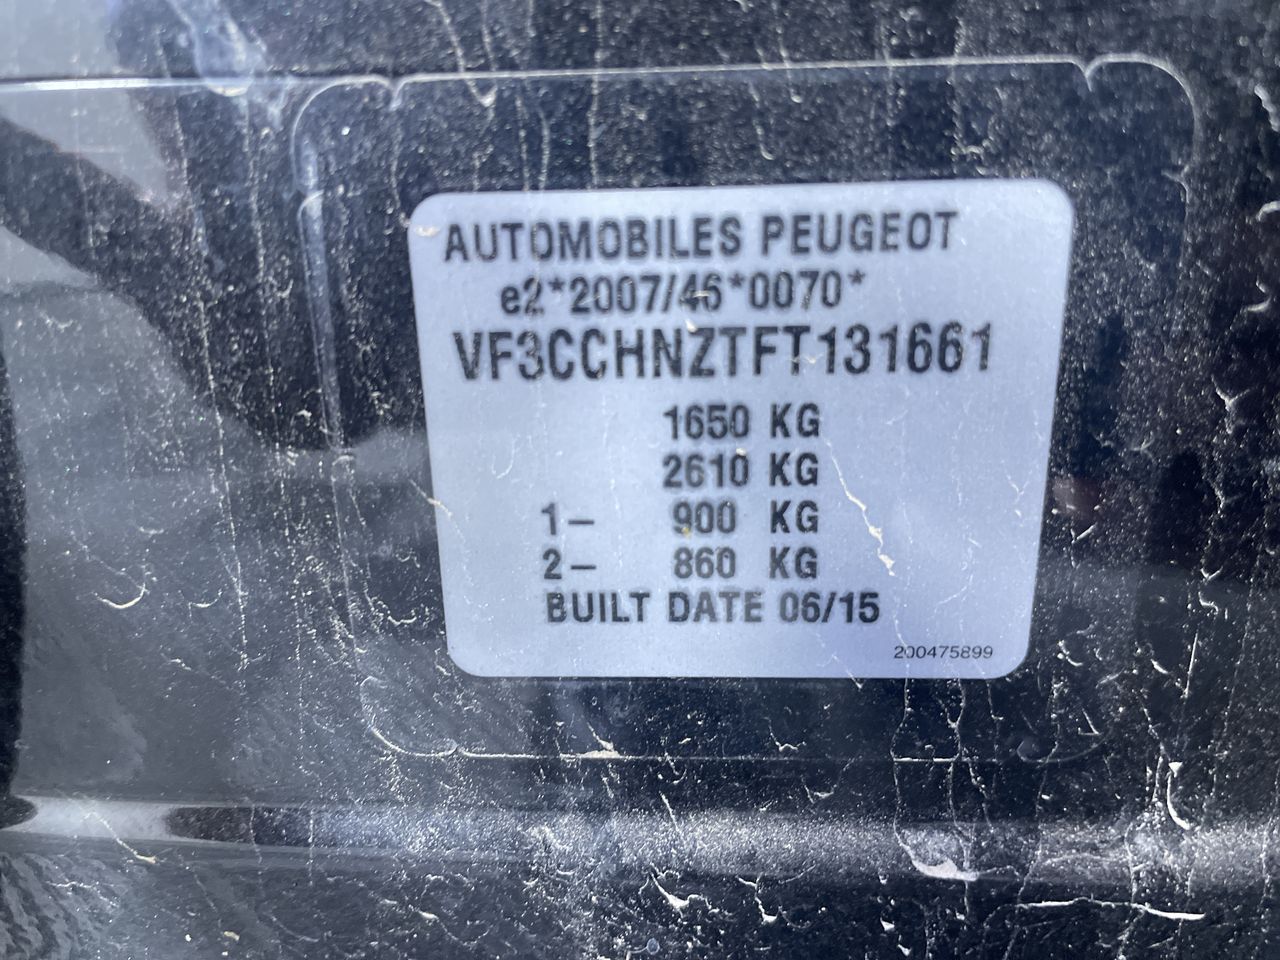 AUTOMOBILES PEUGEOT
e2*2007/46*0070*
VF3CCHNZTFT131661
1650 KG
2610 KG
1- 900 KG
2- 860 KG
BUILT DATE 06/15
200475899